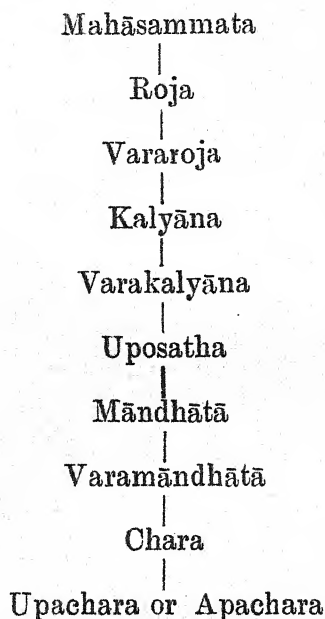 Mahāsammata
Roja
Vararoja
Kalyāna
Varakalyāna
Uposatha
Māndhātā
Varamāndhātā
Chara
Upachara or Apachara